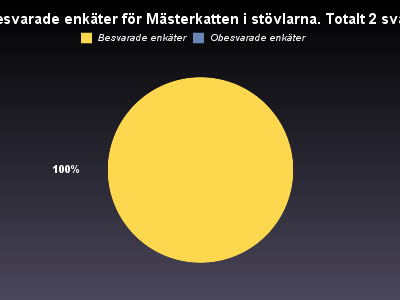 esvarade enkäter för Mästerkatten i stövlarna. Totalt 2 sva
Besvarade enkäter Obesvarade enkäter
100%